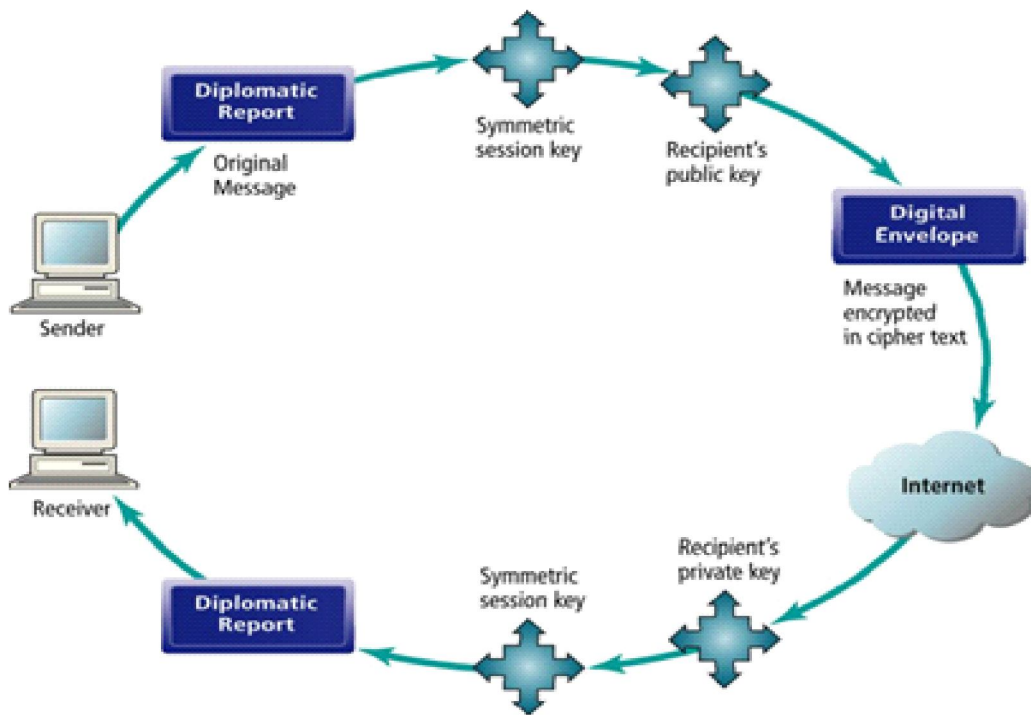 Diplomatic
Report
Original
Message
Symmetric
session key
Recipient's
public key
Digital
Envelope
Message
encrypted
in cipher text
Sender
Internet
Recipient's
private key
Symmetric
session key
Diplomatic
Report
Receiver